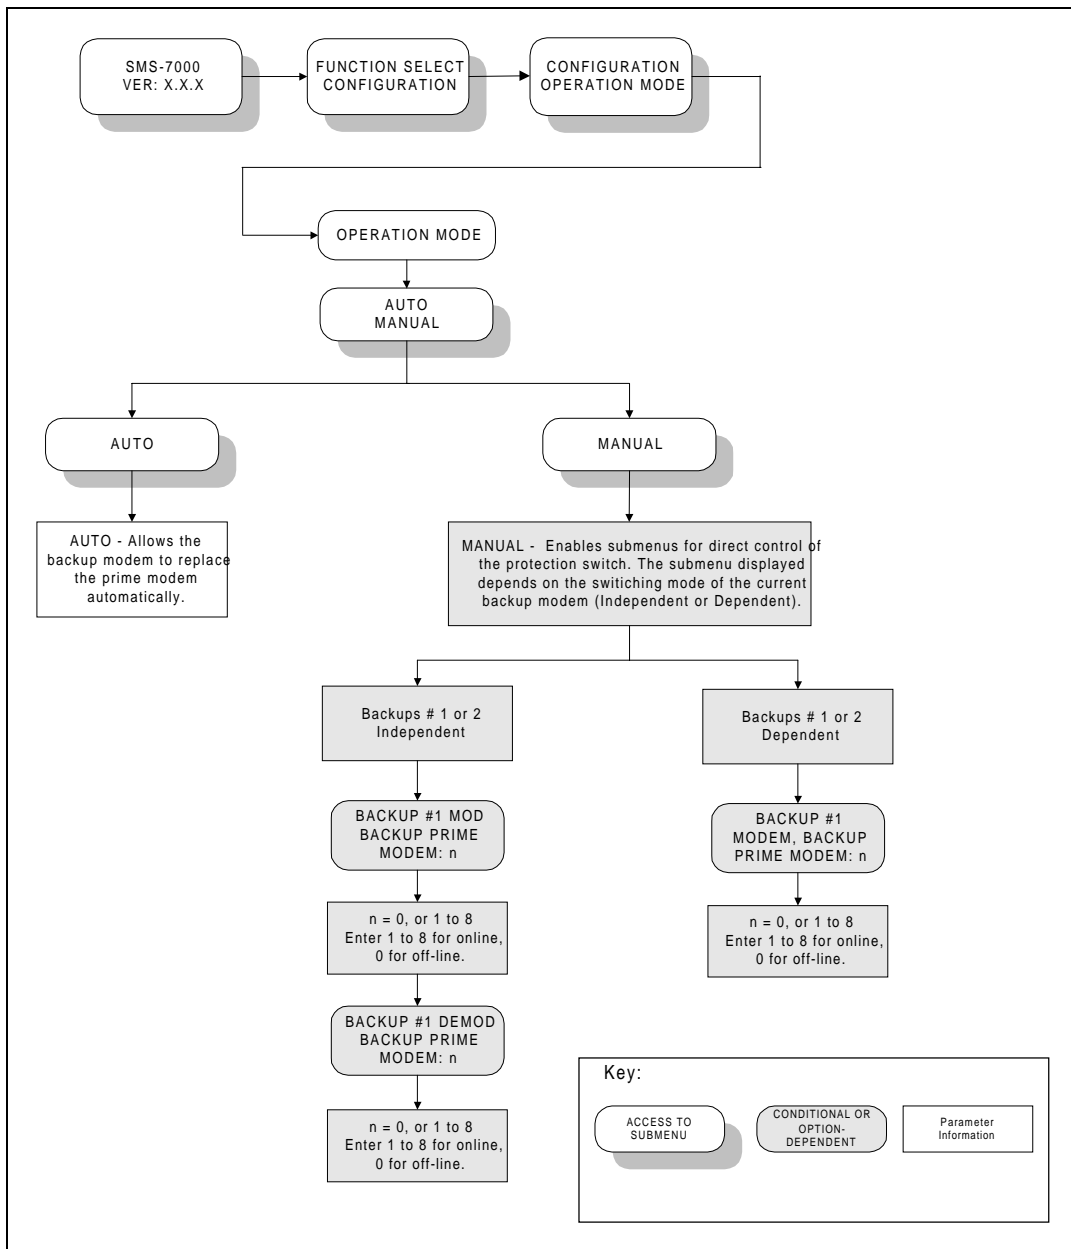 SMS-7000
VER: X.X.X
FUNCTION SELECT
CONFIGURATION
CONFIGURATION
OPERATION MODE
OPERATION MODE
AUTO
MANUAL
AUTO
MANUAL
AUTO - Allows the
backup modem to replace
the prime modem
automatically.
MANUAL - Enables submenus for direct control of
the protection switch. The submenu displayed
depends on the switiching mode of the current
backup modem (Independent or Dependent).
Backups # 1 or 2
Independent
Backups # 1 or 2
Dependent
BACKUP #1 MOD
BACKUP PRIME
MODEM: n
BACKUP #1
MODEM, BACKUP
PRIME MODEM: n
n = 0, or 1 to 8
Enter 1 to 8 for online,
0 for off-line.
n = 0, or 1 to 8
Enter 1 to 8 for online,
0 for off-line.
BACKUP #1 DEMOD
BACKUP PRIME
MODEM: n
n = 0, or 1 to 8
Enter 1 to 8 for online,
0 for off-line.
Key:
ACCESS TO
SUBMENU
CONDITIONAL OR
OPTION-
DEPENDENT
Parameter
Information